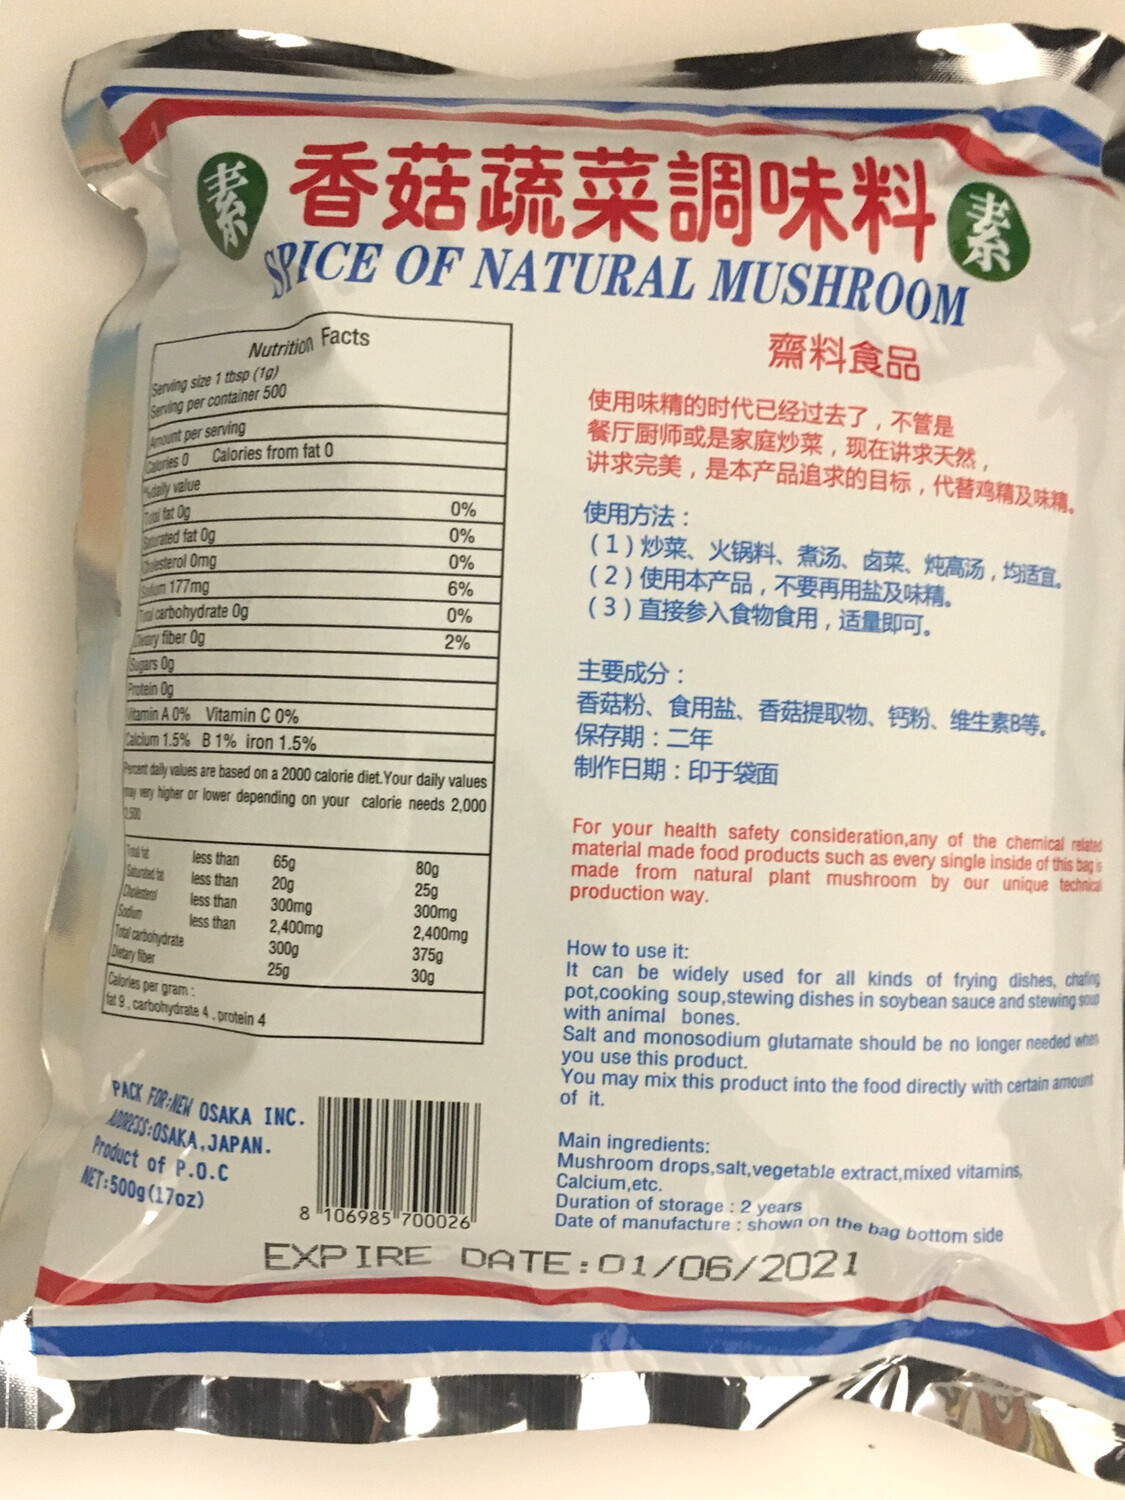 素 香菇蔬菜調味料 素
SPICE OF NATURAL MUSHROOM
Nutrition Facts
Serving size 1 tbsp (1g)
Serving per container 500
Amount per serving
Calories 0 Calories from fat 0
%daily value
Total fat 0g 0%
Saturated fat 0g 0%
Cholesterol 0mg 0%
Sodium 177mg 6%
Total carbohydrate 0g 0%
Dietary fiber 0g 2%
Sugars 0g
Protein 0g
Vitamin A 0% Vitamin C 0%
Calcium 1.5% B 1% iron 1.5%
Percent daily values are based on a 2000 calorie diet.Your daily values
may very higher or lower depending on your calorie needs 2,000
2,500
Total fat less than 65g 80g
Saturated fat less than 20g 25g
Cholesterol less than 300mg 300mg
Sodium less than 2,400mg 2,400mg
Total carbohydrate 300g 375g
Dietary fiber 25g 30g
Calories per gram :
fat 9 , carbohydrate 4 , protein 4
PACK FOR:NEW OSAKA INC.
ADDRESS:OSAKA,JAPAN.
Product of P.O.C
NET:500g(17oz)
8 106985 700026
齋料食品
使用味精的时代已经过去了，不管是
餐厅厨师或是家庭炒菜，现在讲求天然，
讲求完美，是本产品追求的目标，代替鸡精及味精。
使用方法：
（1）炒菜、火锅料、煮汤、卤菜、炖高汤，均适宜。
（2）使用本产品，不要再用盐及味精。
（3）直接参入食物食用，适量即可。
主要成分：
香菇粉、食用盐、香菇提取物、钙粉、维生素B等。
保存期：二年
制作日期：印于袋面
For your health safety consideration,any of the chemical related
material made food products such as every single inside of this bag is
made from natural plant mushroom by our unique technical
production way.
How to use it:
It can be widely used for all kinds of frying dishes, chafing
pot,cooking soup,stewing dishes in soybean sauce and stewing soup
with animal bones.
Salt and monosodium glutamate should be no longer needed when
you use this product.
You may mix this product into the food directly with certain amount
of it.
Main ingredients:
Mushroom drops,salt,vegetable extract,mixed vitamins,
Calcium,etc.
Duration of storage : 2 years
Date of manufacture : shown on the bag bottom side
EXPIRE DATE:01/06/2021